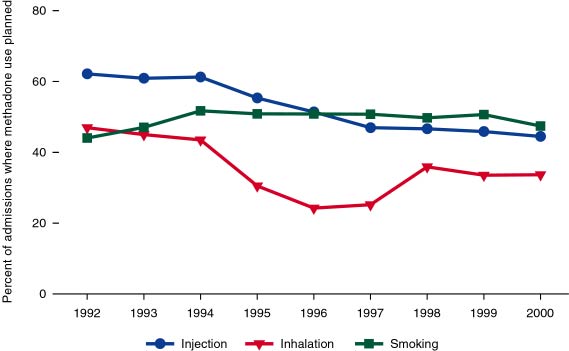 Percent of admissions where methadone use planned
80
60
40
20
0
1992 1993 1994 1995 1996 1997 1998 1999 2000
Injection Inhalation Smoking